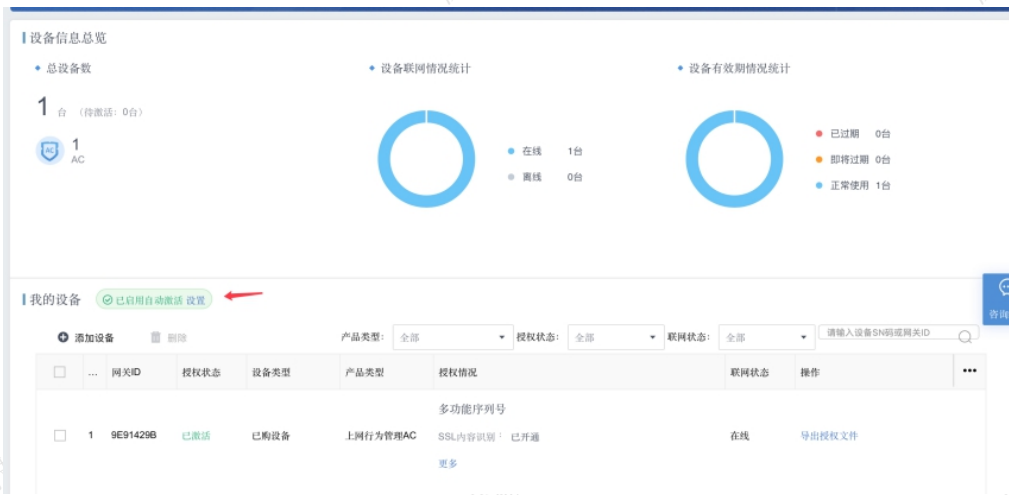 设备信息总览
总设备数
1 台 (待激活: 0台)
AC
1
AC
设备联网情况统计
在线 1台
离线 0台
设备有效期情况统计
已过期 0台
即将过期 0台
正常使用 1台
我的设备 已启用自动激活 设置
添加设备 删除 产品类型: 全部 授权状态: 全部 联网状态: 全部 请输入设备SN码或网关ID
... 网关ID 授权状态 设备类型 产品类型 授权情况 联网状态 操作 •••
多功能序列号
1 9E91429B 已激活 已购设备 上网行为管理AC SSL内容识别: 已开通 在线 导出授权文件
更多
咨询